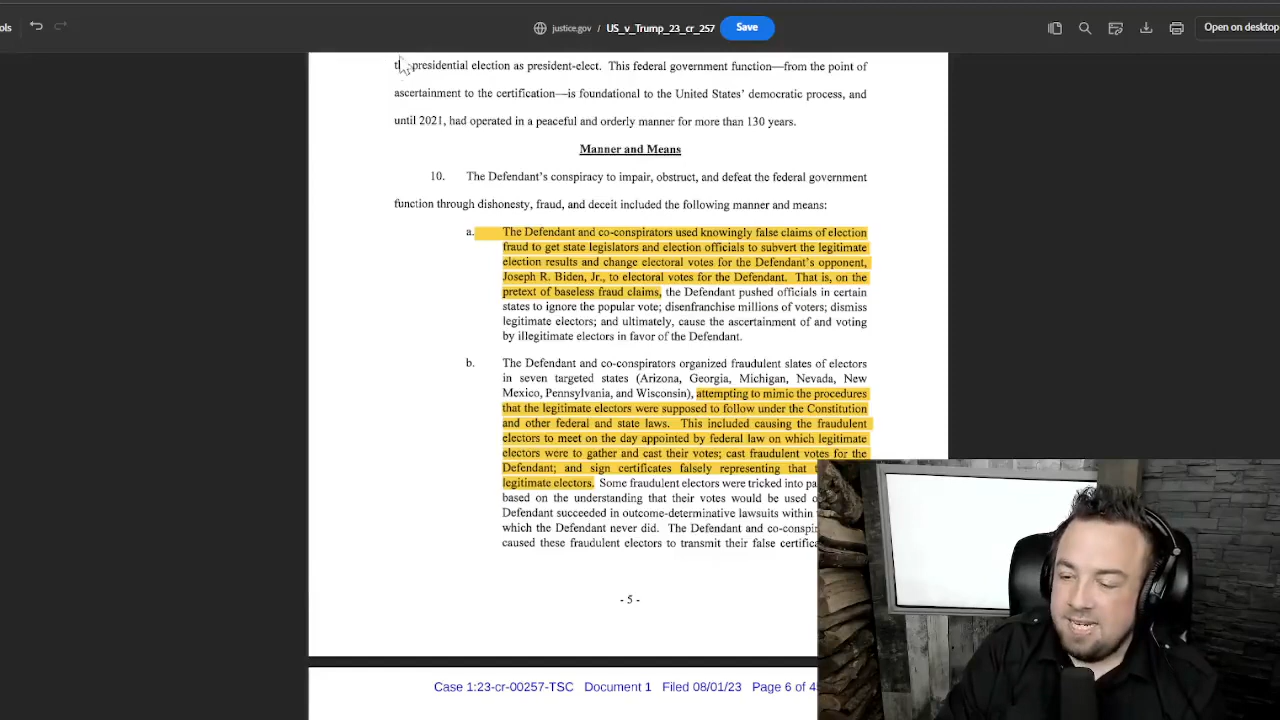 ols
justice.gov / US_v_Trump_23_cr_257
Save
Open on desktop
presidential election as president-elect. This federal government function—from the point of
ascertainment to the certification—is foundational to the United States' democratic process, and
until 2021, had operated in a peaceful and orderly manner for more than 130 years.
Manner and Means
10. The Defendant's conspiracy to impair, obstruct, and defeat the federal government
function through dishonesty, fraud, and deceit included the following manner and means:
a. The Defendant and co-conspirators used knowingly false claims of election
fraud to get state legislators and election officials to subvert the legitimate
election results and change electoral votes for the Defendant's opponent,
Joseph R. Biden, Jr., to electoral votes for the Defendant. That is, on the
pretext of baseless fraud claims, the Defendant pushed officials in certain
states to ignore the popular vote; disenfranchise millions of voters; dismiss
legitimate electors; and ultimately, cause the ascertainment of and voting
by illegitimate electors in favor of the Defendant.
b. The Defendant and co-conspirators organized fraudulent slates of electors
in seven targeted states (Arizona, Georgia, Michigan, Nevada, New
Mexico, Pennsylvania, and Wisconsin), attempting to mimic the procedures
that the legitimate electors were supposed to follow under the Constitution
and other federal and state laws. This included causing the fraudulent
electors to meet on the day appointed by federal law on which legitimate
electors were to gather and cast their votes; cast fraudulent votes for the
Defendant; and sign certificates falsely representing that
legitimate electors. Some fraudulent electors were tricked into pa
based on the understanding that their votes would be used o
Defendant succeeded in outcome-determinative lawsuits within
which the Defendant never did. The Defendant and co-conspi
caused these fraudulent electors to transmit their false certific
- 5 -
Case 1:23-cr-00257-TSC Document 1 Filed 08/01/23 Page 6 of 4